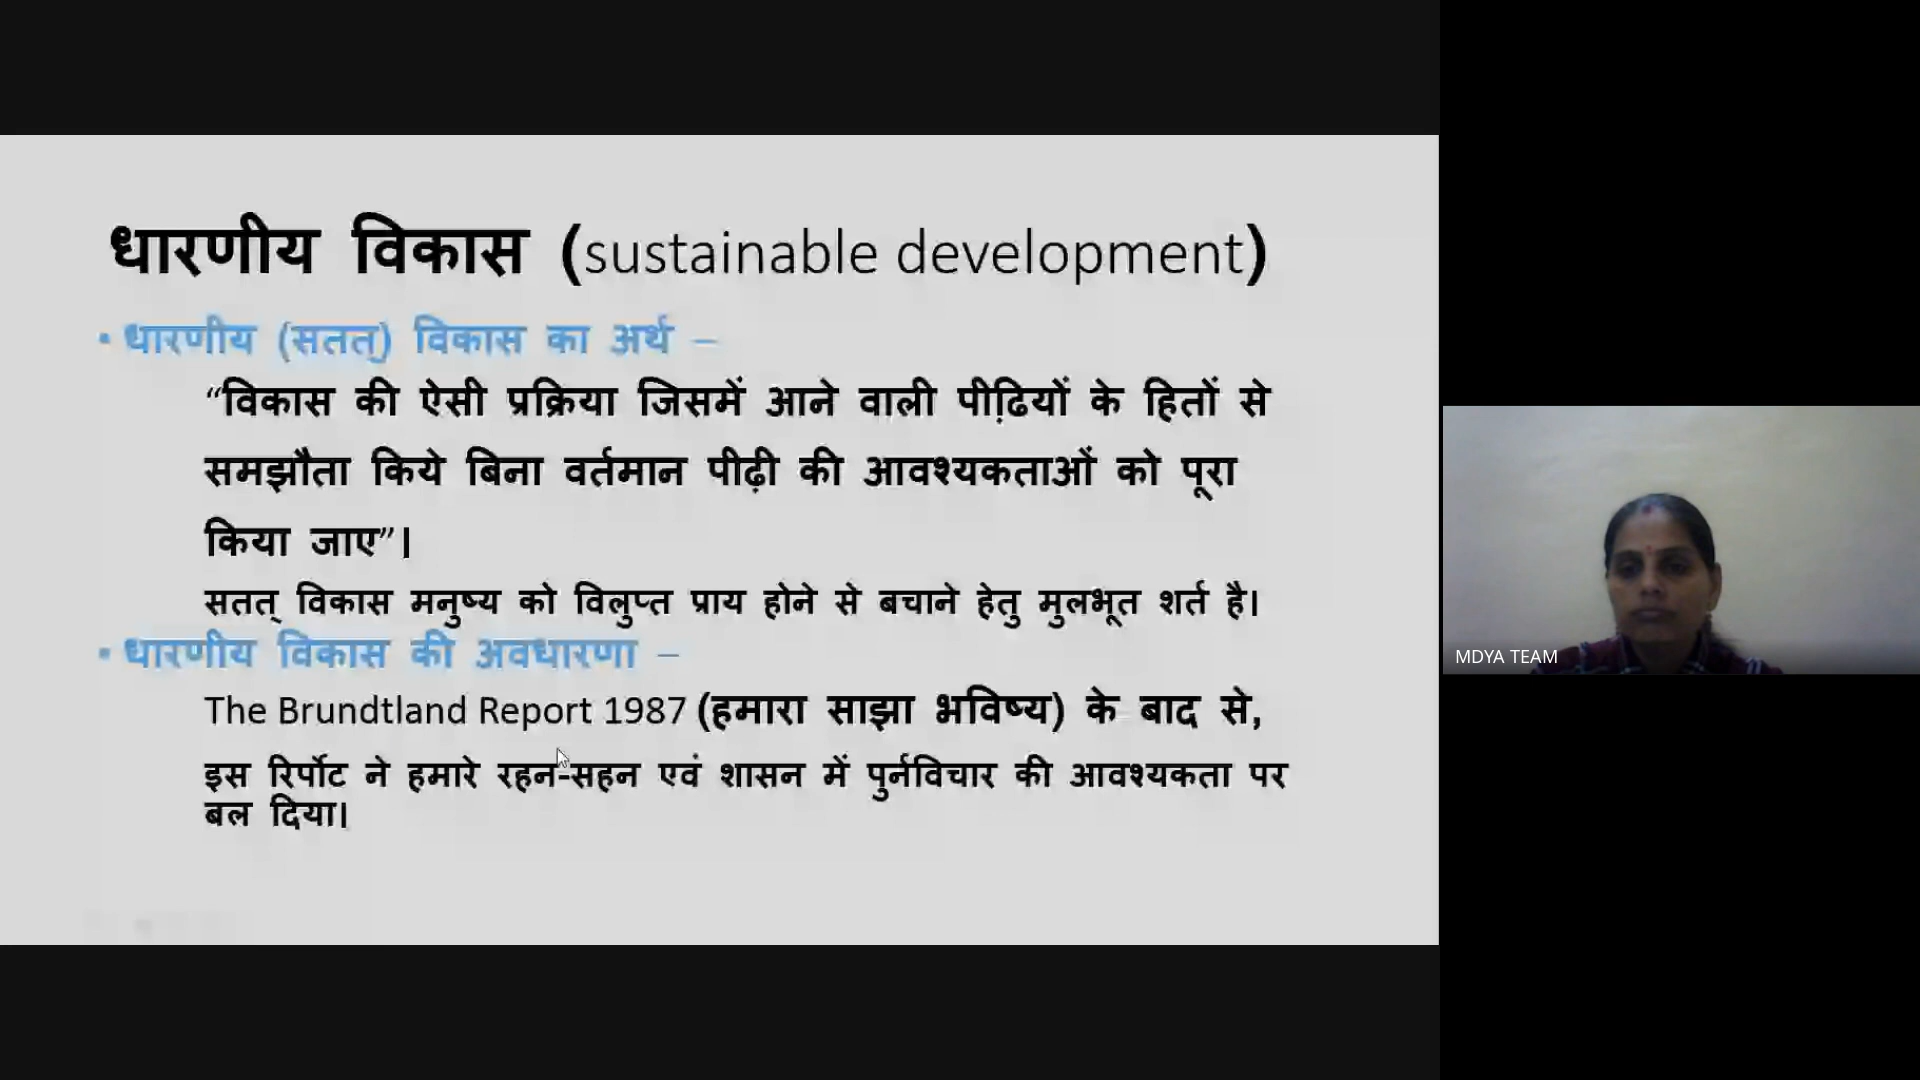 धारणीय विकास (sustainable development)
• धारणीय (सतत्) विकास का अर्थ –
“विकास की ऐसी प्रक्रिया जिसमें आने वाली पीढ़ियों के हितों से
समझौता किये बिना वर्तमान पीढ़ी की आवश्यकताओं को पूरा
किया जाए”।
सतत् विकास मनुष्य को विलुप्त प्राय होने से बचाने हेतु मुलभूत शर्त है।
• धारणीय विकास की अवधारणा –
The Brundtland Report 1987 (हमारा साझा भविष्य) के बाद से,
इस रिर्पोट ने हमारे रहन-सहन एवं शासन में पुर्नविचार की आवश्यकता पर
बल दिया।
MDYA TEAM